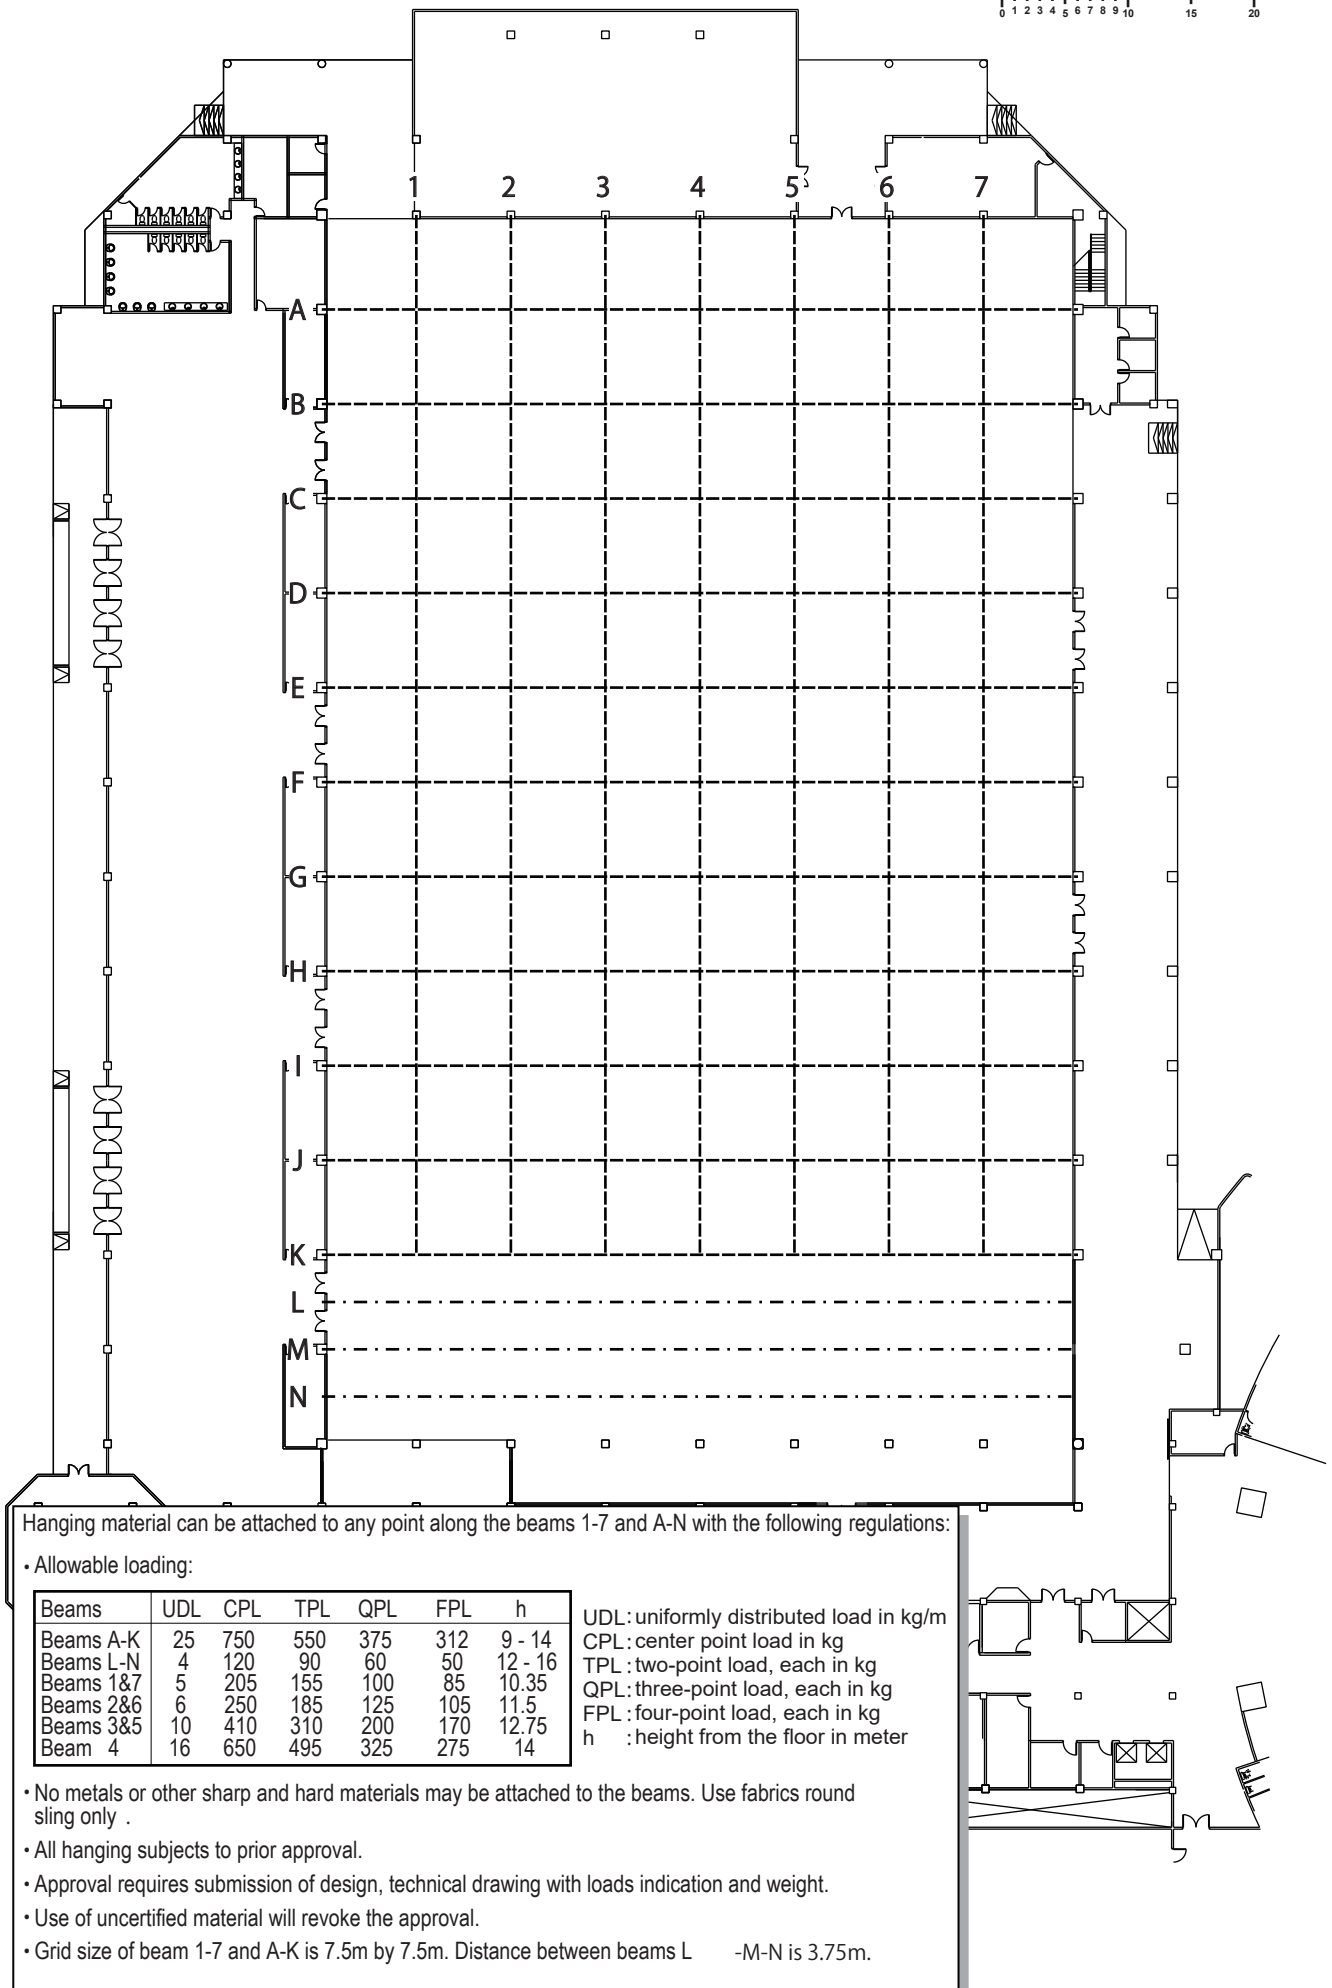 0 1 2 3 4 5 6 7 8 9 10 15 20
1 2 3 4 5 6 7
A
B
C
D
E
F
G
H
I
J
K
L
M
N
Hanging material can be attached to any point along the beams 1-7 and A-N with the following regulations:
• Allowable loading:
Beams UDL CPL TPL QPL FPL h
Beams A-K 25 750 550 375 312 9 - 14
Beams L-N 4 120 90 60 50 12 - 16
Beams 1&7 5 205 155 100 85 10.35
Beams 2&6 6 250 185 125 105 11.5
Beams 3&5 10 410 310 200 170 12.75
Beam 4 16 650 495 325 275 14
UDL: uniformly distributed load in kg/m
CPL: center point load in kg
TPL : two-point load, each in kg
QPL: three-point load, each in kg
FPL : four-point load, each in kg
h : height from the floor in meter
• No metals or other sharp and hard materials may be attached to the beams. Use fabrics round
sling only .
• All hanging subjects to prior approval.
• Approval requires submission of design, technical drawing with loads indication and weight.
• Use of uncertified material will revoke the approval.
• Grid size of beam 1-7 and A-K is 7.5m by 7.5m. Distance between beams L -M-N is 3.75m.